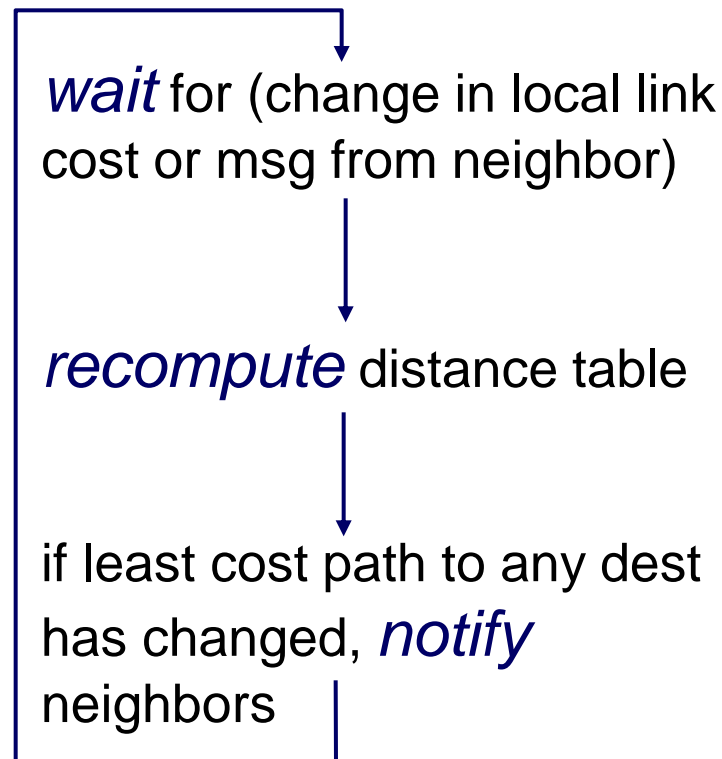 wait for (change in local link
cost or msg from neighbor)
recompute distance table
if least cost path to any dest
has changed, notify
neighbors